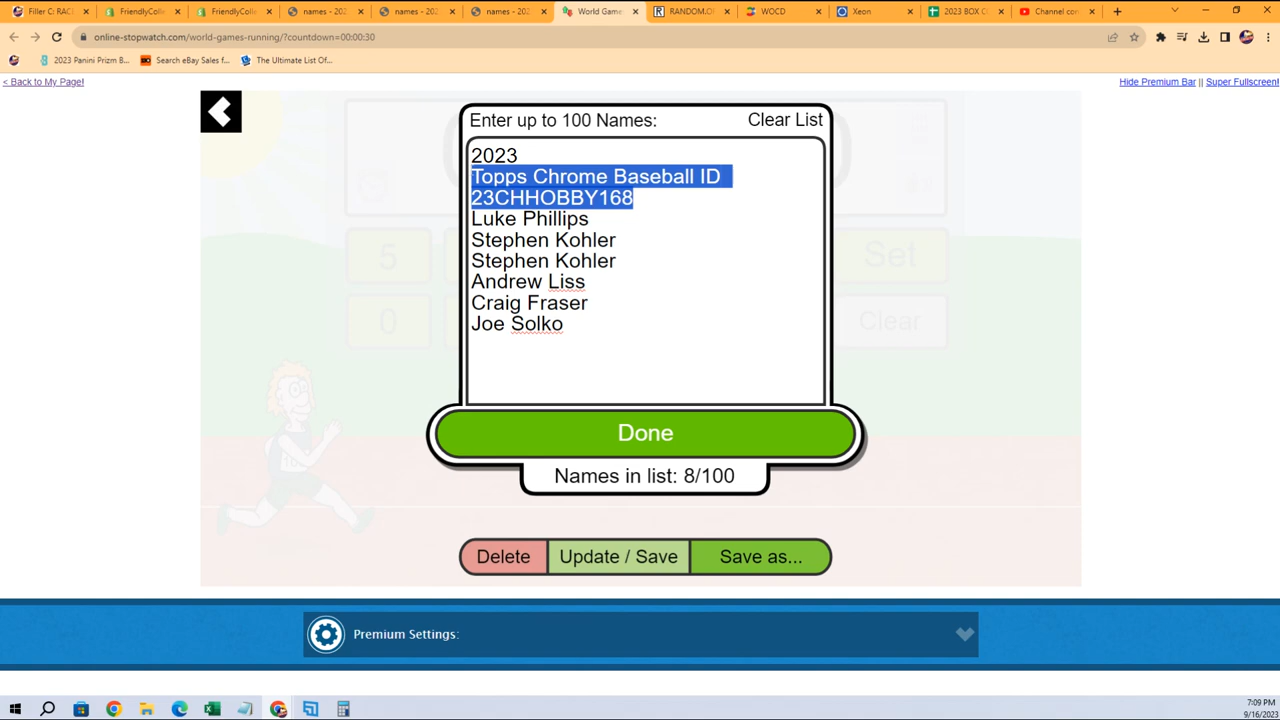 Filler C: RAC
FriendlyColle
FriendlyColle
names - 202
names - 202
names - 202
World Game
RANDOM.O
WOCD
Xeon
2023 BOX C
Channel con
online-stopwatch.com/world-games-running/?countdown=00:00:30
2023 Panini Prizm B...
Search eBay Sales f...
The Ultimate List Of...
< Back to My Page!
Hide Premium Bar || Super Fullscreen!
Enter up to 100 Names:
Clear List
2023
Topps Chrome Baseball ID
23CHHOBBY168
Luke Phillips
Stephen Kohler
Stephen Kohler
Andrew Liss
Craig Fraser
Joe Solko
5
Set
0
Clear
Done
Names in list: 8/100
Delete
Update / Save
Save as...
Premium Settings:
7:09 PM
9/16/2023